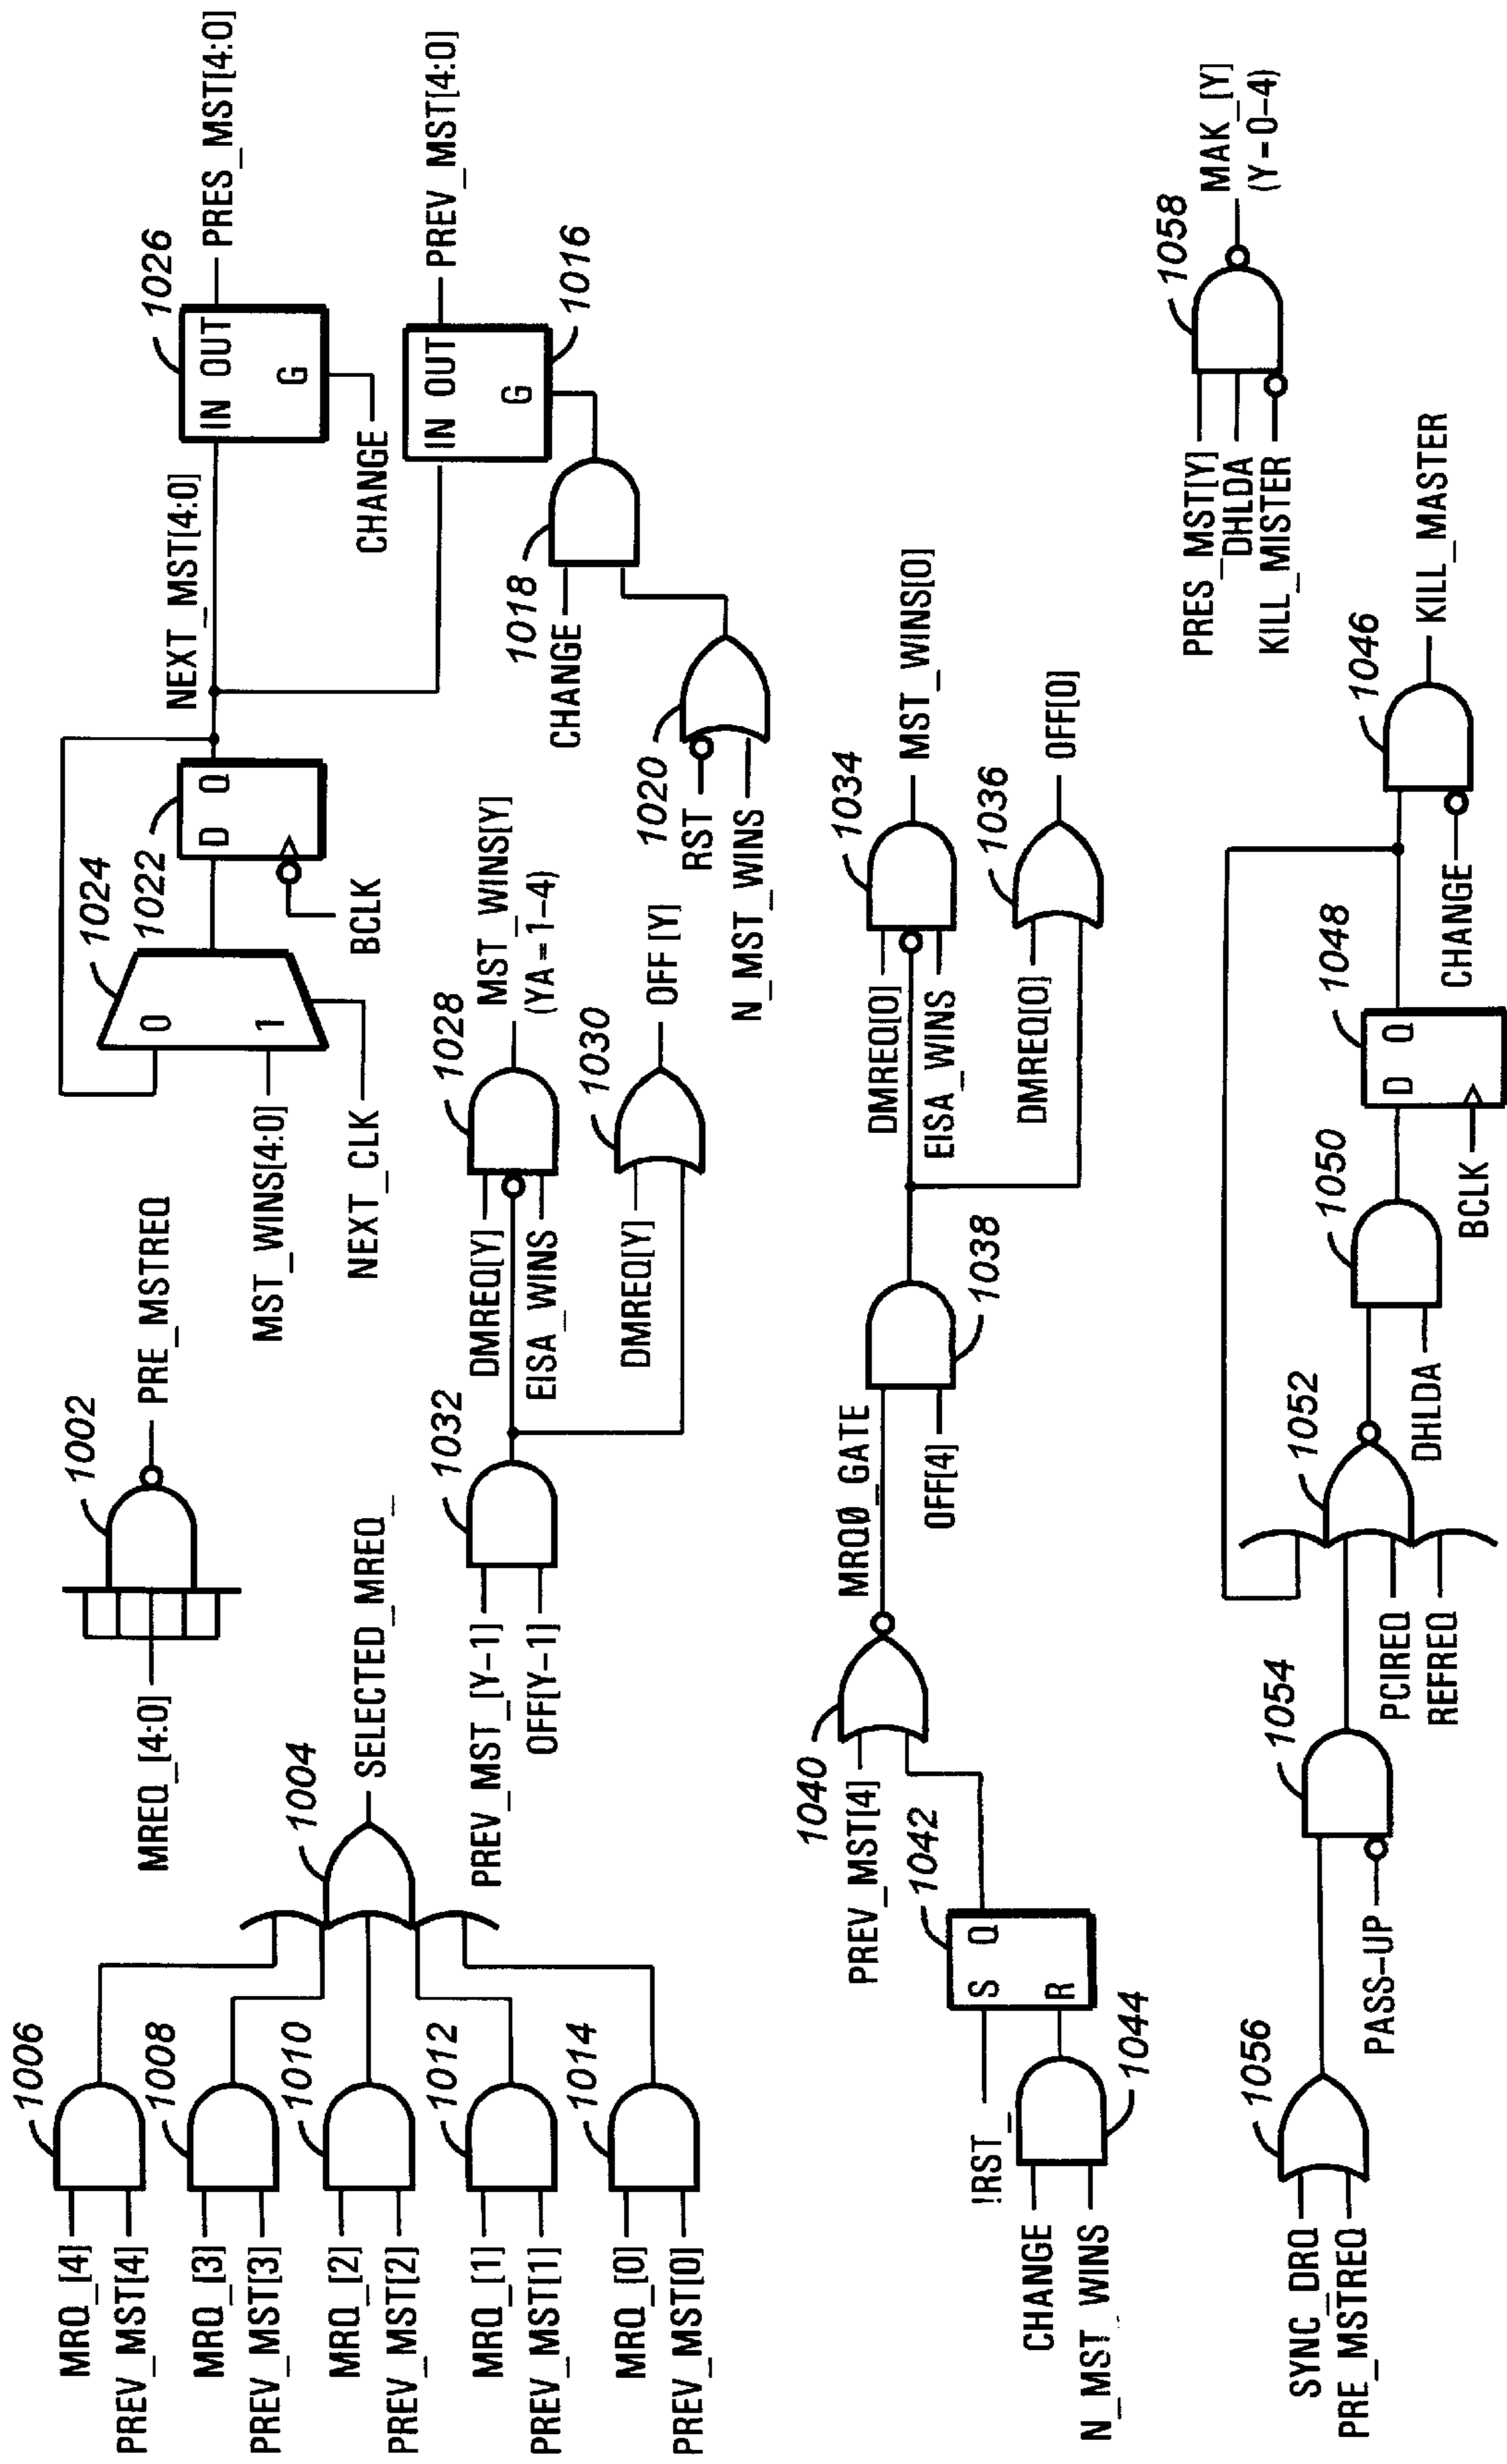 MRQ_[4]
PREV_MST[4]
1006
MRQ_[3]
PREV_MST[3]
1008
MRQ_[2]
PREV_MST[2]
1010
MRQ_[1]
PREV_MST[1]
1012
MRQ_[0]
PREV_MST[0]
1014
1004
SELECTED_MREQ_
MREQ_[4:0]
1002
PRE_MSTREQ
MST_WINS[4:0]
NEXT_CLK
1024
0
1
1022
D Q
BCLK
NEXT_MST[4:0]
1026
IN OUT
G
CHANGE
PRES_MST[4:0]
IN OUT
G
1016
PREV_MST[4:0]
1018
CHANGE
1020
RST
N_MST_WINS
PREV_MST_[Y-1]
OFF[Y-1]
1032
DMREQ[Y]
EISA_WINS
1028
MST_WINS[Y]
(YA=1-4)
DMREQ[Y]
1030
OFF [Y]
!RST_
CHANGE
N_MST_WINS
1044
S Q
R
1042
PREV_MST[4]
1040
MRQ0_GATE
OFF[4]
1038
DMREQ[0]
EISA_WINS
1034
MST_WINS[0]
DMREQ[0]
1036
OFF[0]
SYNC_DRQ
PRE_MSTREQ
1056
PASS-UP
1054
PCIREQ
REFREQ
1052
DHLDA
1050
BCLK
D Q
1048
CHANGE
1046
KILL_MASTER
PRES_MST[Y]
DHLDA
KILL_MISTER
1058
MAK_[Y]
(Y=0-4)